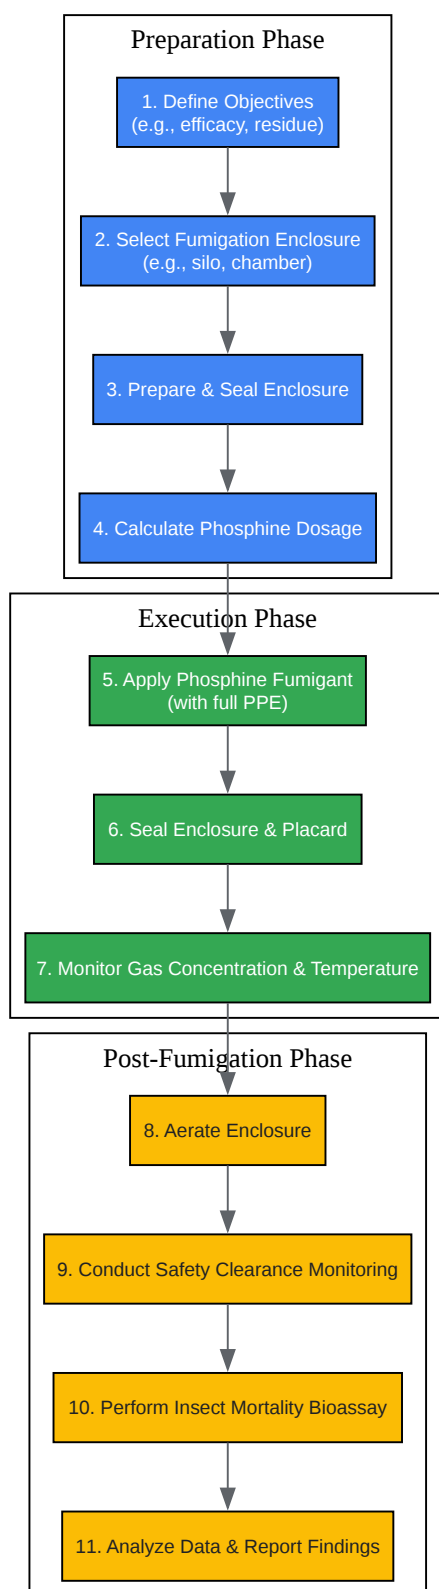 Preparation Phase
1. Define Objectives
(e.g., efficacy, residue)
2. Select Fumigation Enclosure
(e.g., silo, chamber)
3. Prepare & Seal Enclosure
4. Calculate Phosphine Dosage
Execution Phase
5. Apply Phosphine Fumigant
(with full PPE)
6. Seal Enclosure & Placard
7. Monitor Gas Concentration & Temperature
Post-Fumigation Phase
8. Aerate Enclosure
9. Conduct Safety Clearance Monitoring
10. Perform Insect Mortality Bioassay
11. Analyze Data & Report Findings